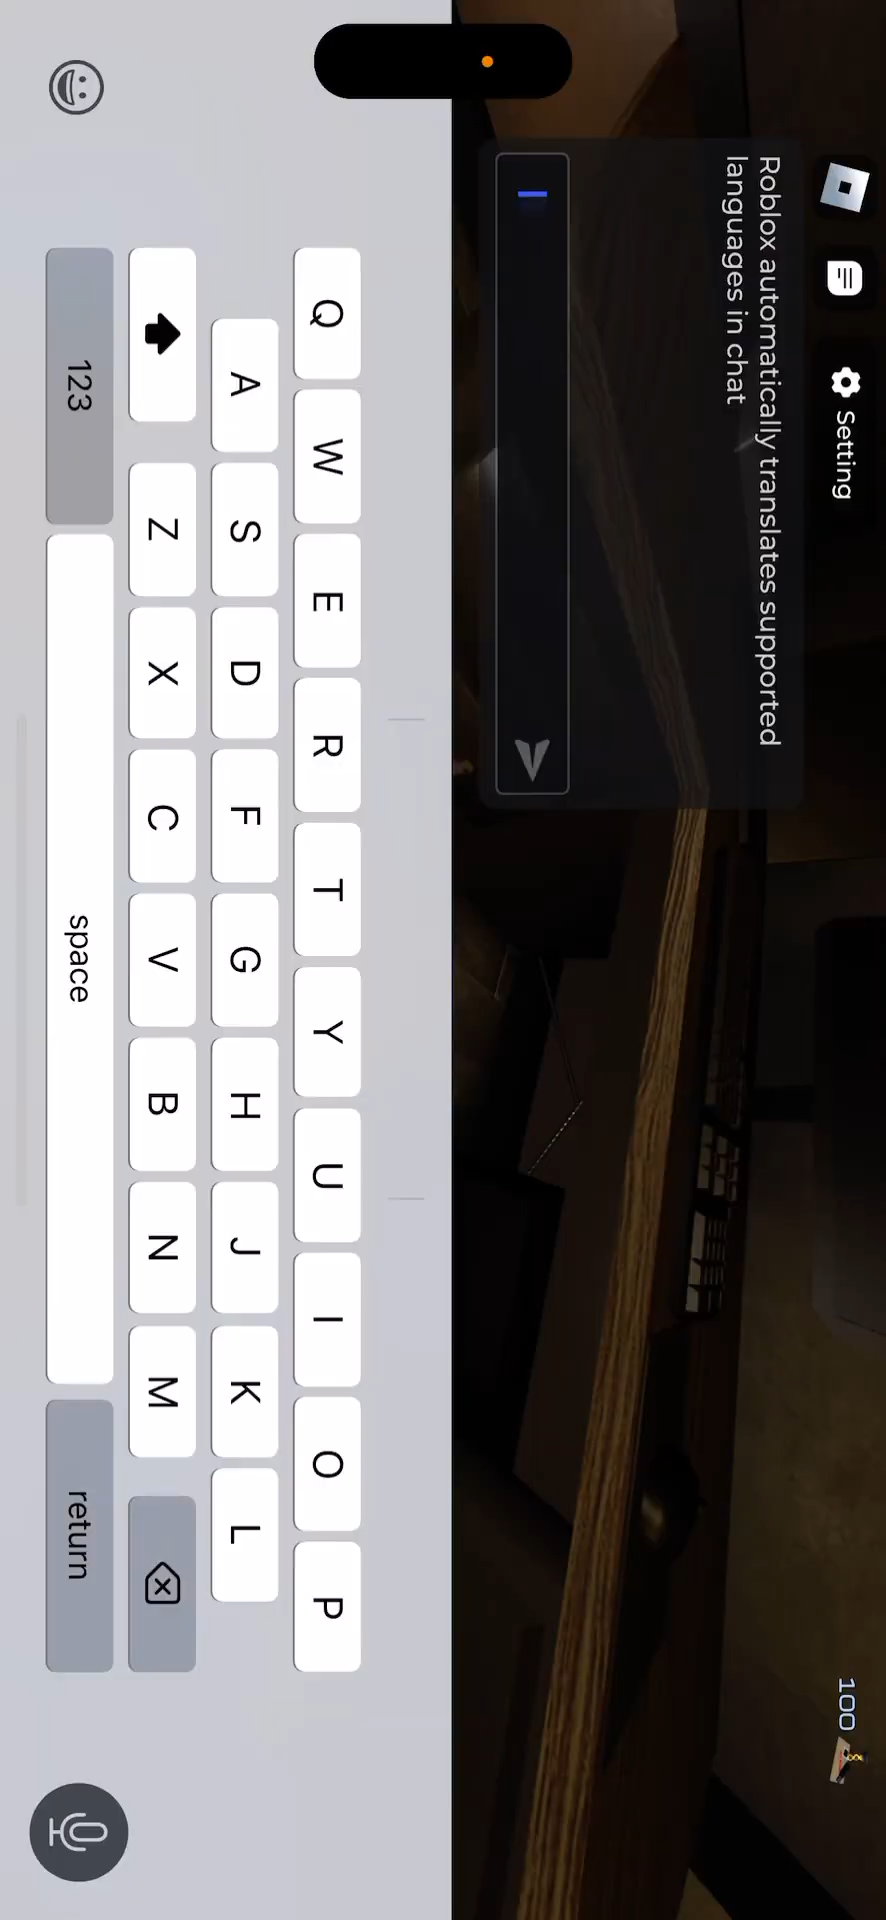 Setting
100
Roblox automatically translates supported
languages in chat
Q W E R T Y U I O P
A S D F G H J K L
Z X C V B N M
123 space return